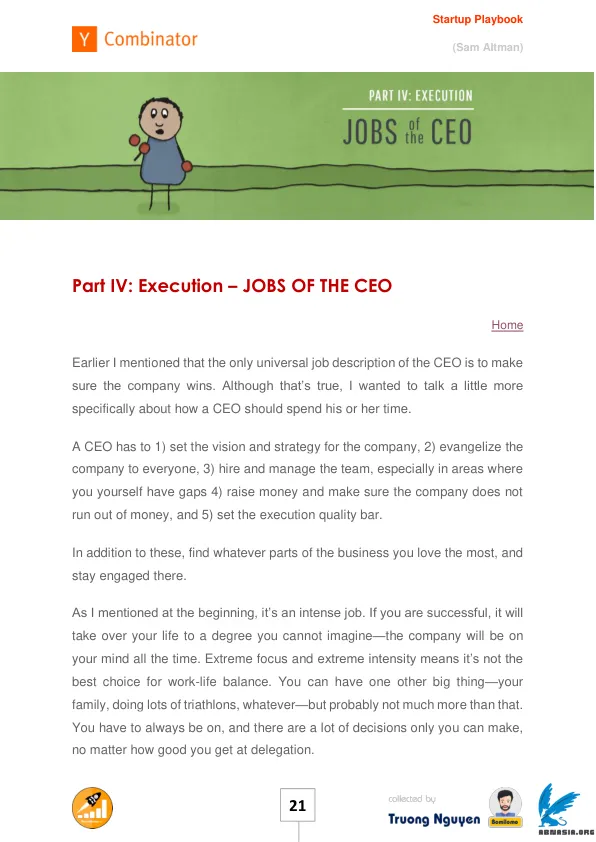 Startup Playbook
Y Combinator
(Sam Altman)
PART IV: EXECUTION
JOBS of the CEO
Part IV: Execution – JOBS OF THE CEO
Home
Earlier I mentioned that the only universal job description of the CEO is to make
sure the company wins. Although that’s true, I wanted to talk a little more
specifically about how a CEO should spend his or her time.
A CEO has to 1) set the vision and strategy for the company, 2) evangelize the
company to everyone, 3) hire and manage the team, especially in areas where
you yourself have gaps 4) raise money and make sure the company does not
run out of money, and 5) set the execution quality bar.
In addition to these, find whatever parts of the business you love the most, and
stay engaged there.
As I mentioned at the beginning, it’s an intense job. If you are successful, it will
take over your life to a degree you cannot imagine—the company will be on
your mind all the time. Extreme focus and extreme intensity means it’s not the
best choice for work-life balance. You can have one other big thing—your
family, doing lots of triathlons, whatever—but probably not much more than that.
You have to always be on, and there are a lot of decisions only you can make,
no matter how good you get at delegation.
21
collected by
Truong Nguyen
Bomliamo
ABNASIA.ORG